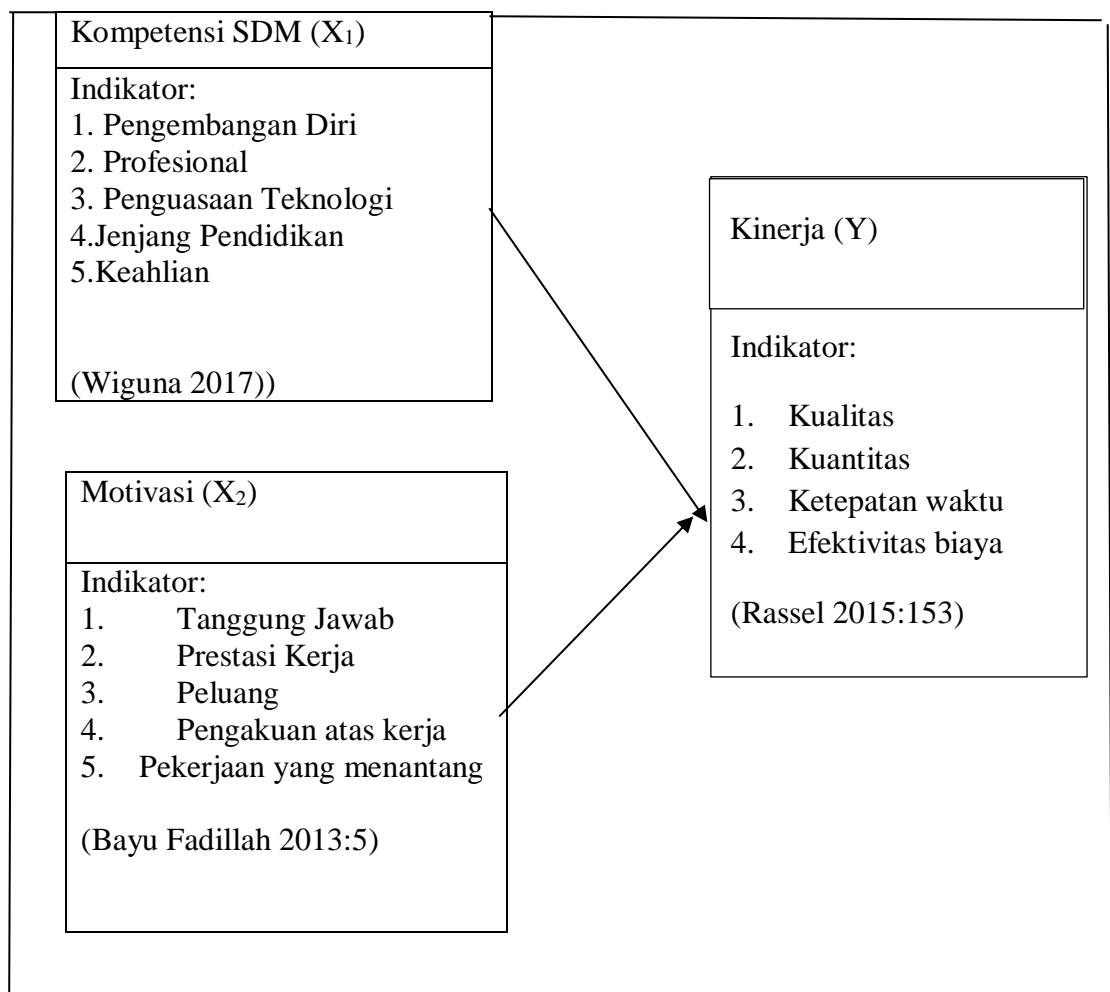 Kompetensi SDM (X₁)
Indikator:
1. Pengembangan Diri
2. Profesional
3. Penguasaan Teknologi
4.Jenjang Pendidikan
5.Keahlian
(Wiguna 2017))
Motivasi (X₂)
Indikator:
1. Tanggung Jawab
2. Prestasi Kerja
3. Peluang
4. Pengakuan atas kerja
5. Pekerjaan yang menantang
(Bayu Fadillah 2013:5)
Kinerja (Y)
Indikator:
1. Kualitas
2. Kuantitas
3. Ketepatan waktu
4. Efektivitas biaya
(Rassel 2015:153)